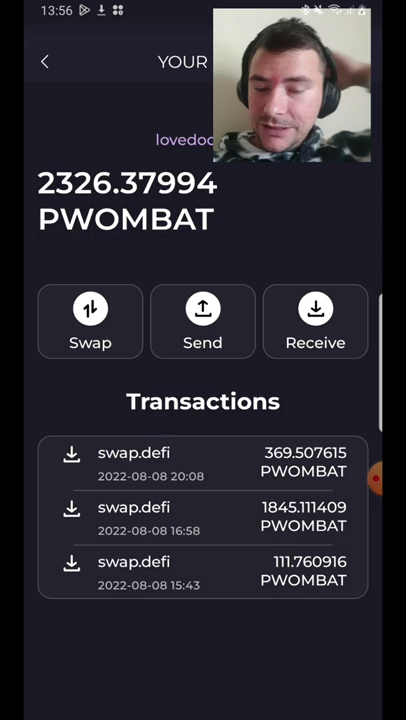 13:56
YOUR
lovedoc
2326.37994
PWOMBAT
Swap
Send
Receive
Transactions
swap.defi
369.507615
2022-08-08 20:08
PWOMBAT
swap.defi
1845.111409
2022-08-08 16:58
PWOMBAT
swap.defi
111.760916
2022-08-08 15:43
PWOMBAT